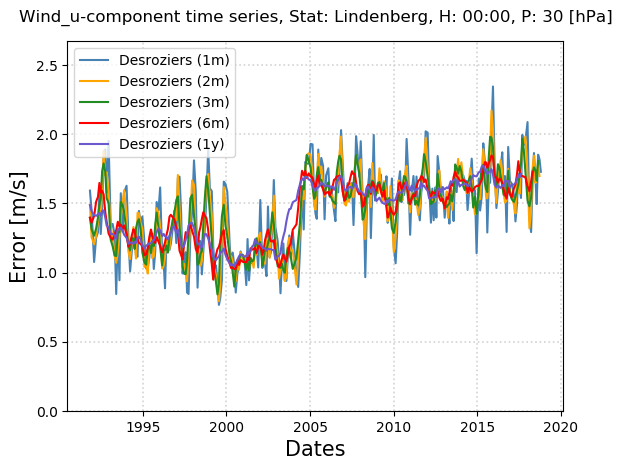 Wind_u-component time series, Stat: Lindenberg, H: 00:00, P: 30 [hPa]
Desroziers (1m)
Desroziers (2m)
Desroziers (3m)
Desroziers (6m)
Desroziers (1y)
Error [m/s]
2.5
2.0
1.5
1.0
0.5
0.0
1995 2000 2005 2010 2015 2020
Dates